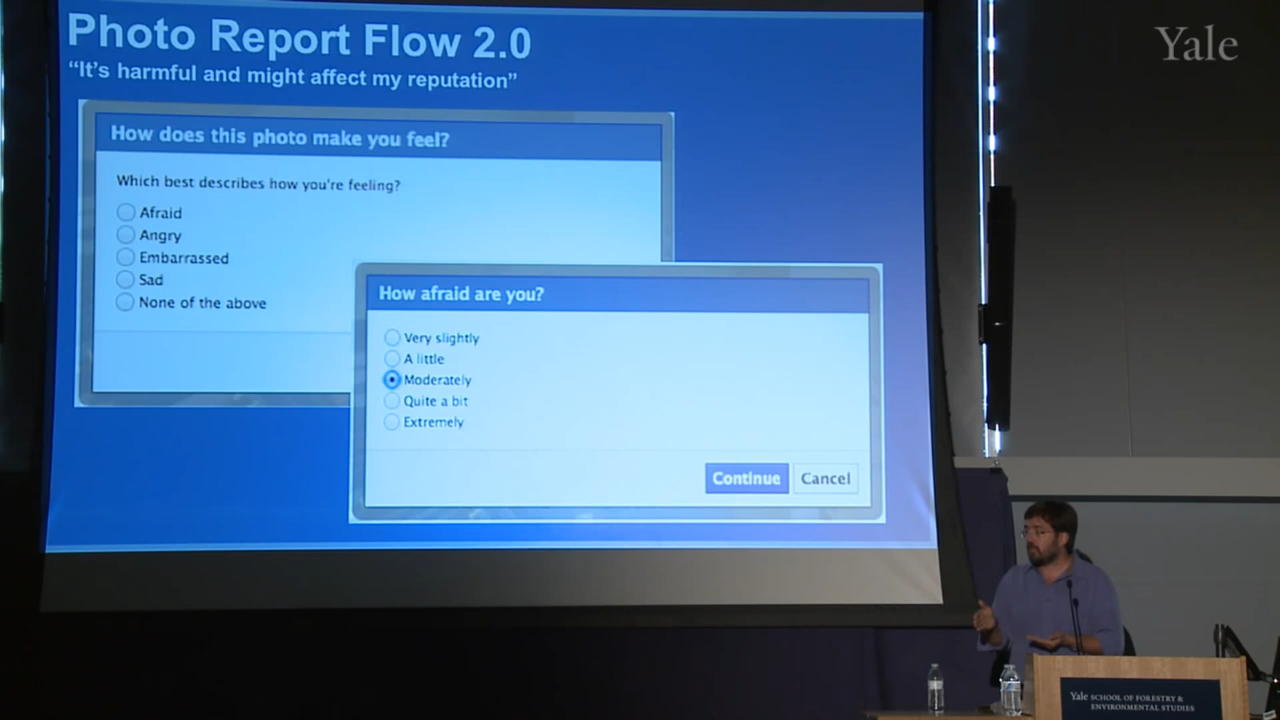 Photo Report Flow 2.0
“It’s harmful and might affect my reputation”
How does this photo make you feel?
Which best describes how you're feeling?
Afraid
Angry
Embarrassed
Sad
None of the above
How afraid are you?
Very slightly
A little
Moderately
Quite a bit
Extremely
Continue
Cancel
Yale
Yale SCHOOL OF FORESTRY &
ENVIRONMENTAL STUDIES